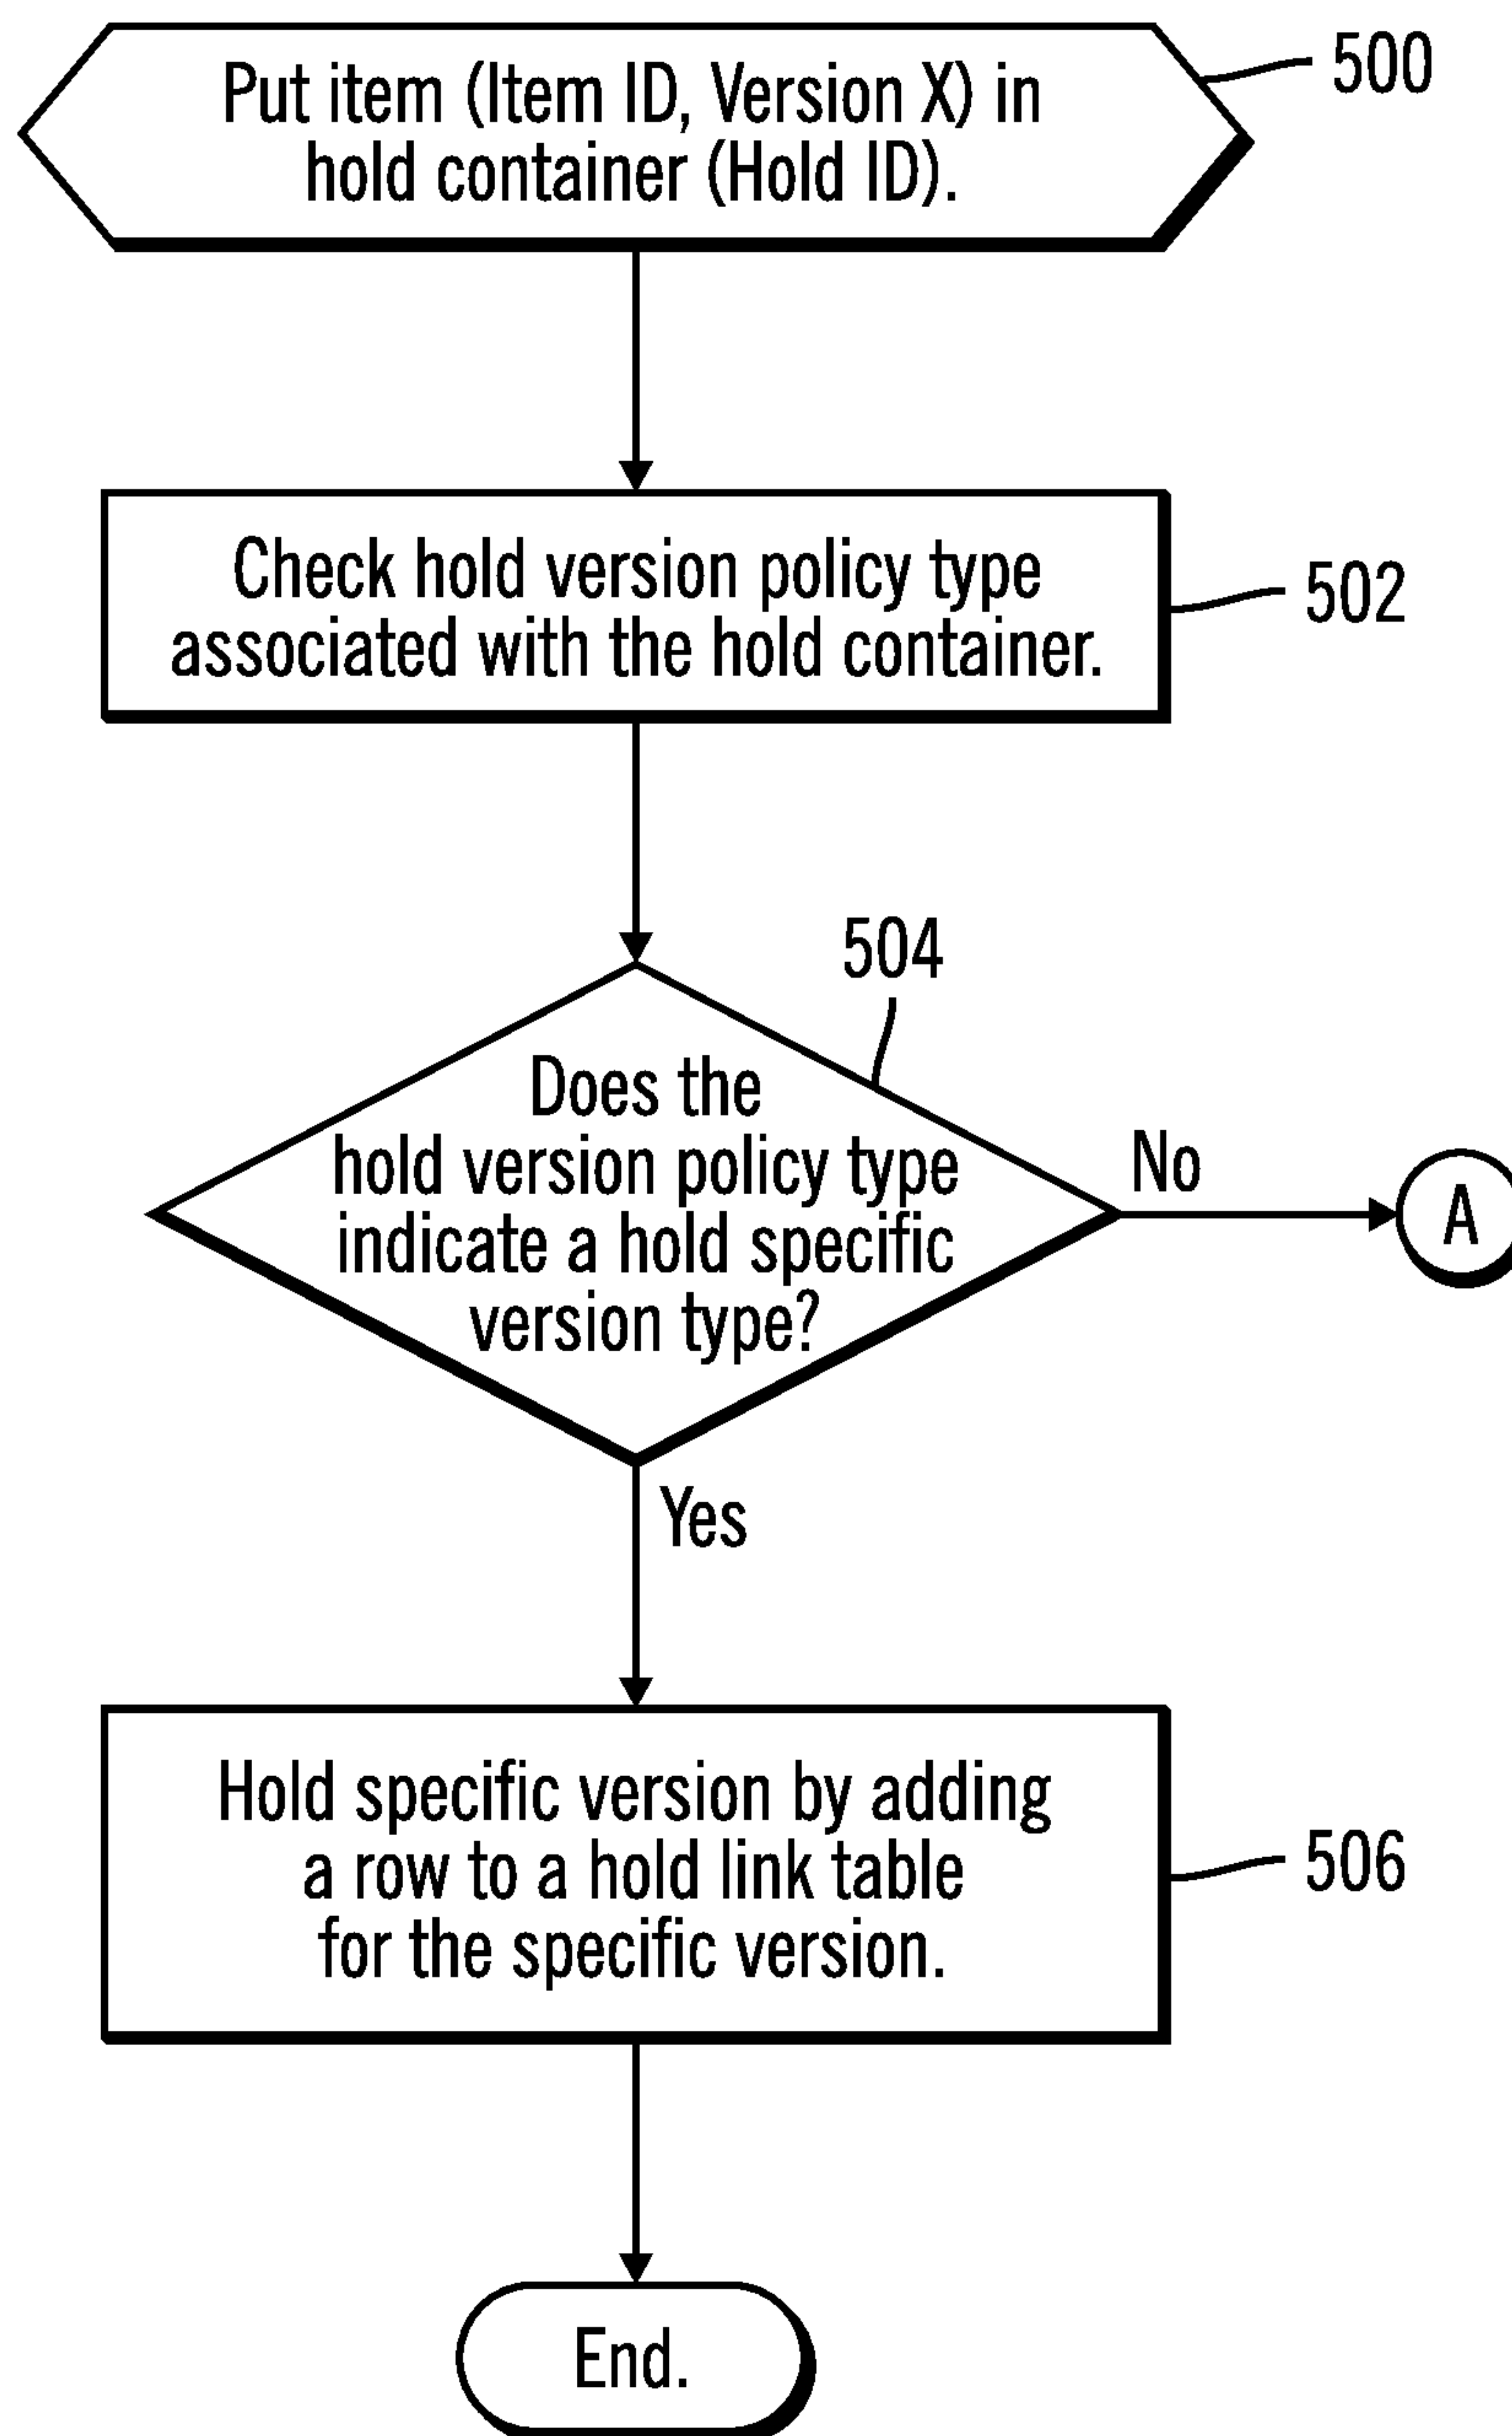 Put item (Item ID, Version X) in
hold container (Hold ID).
500
Check hold version policy type
associated with the hold container.
502
504
Does the
hold version policy type
indicate a hold specific
version type?
No
A
Yes
Hold specific version by adding
a row to a hold link table
for the specific version.
506
End.